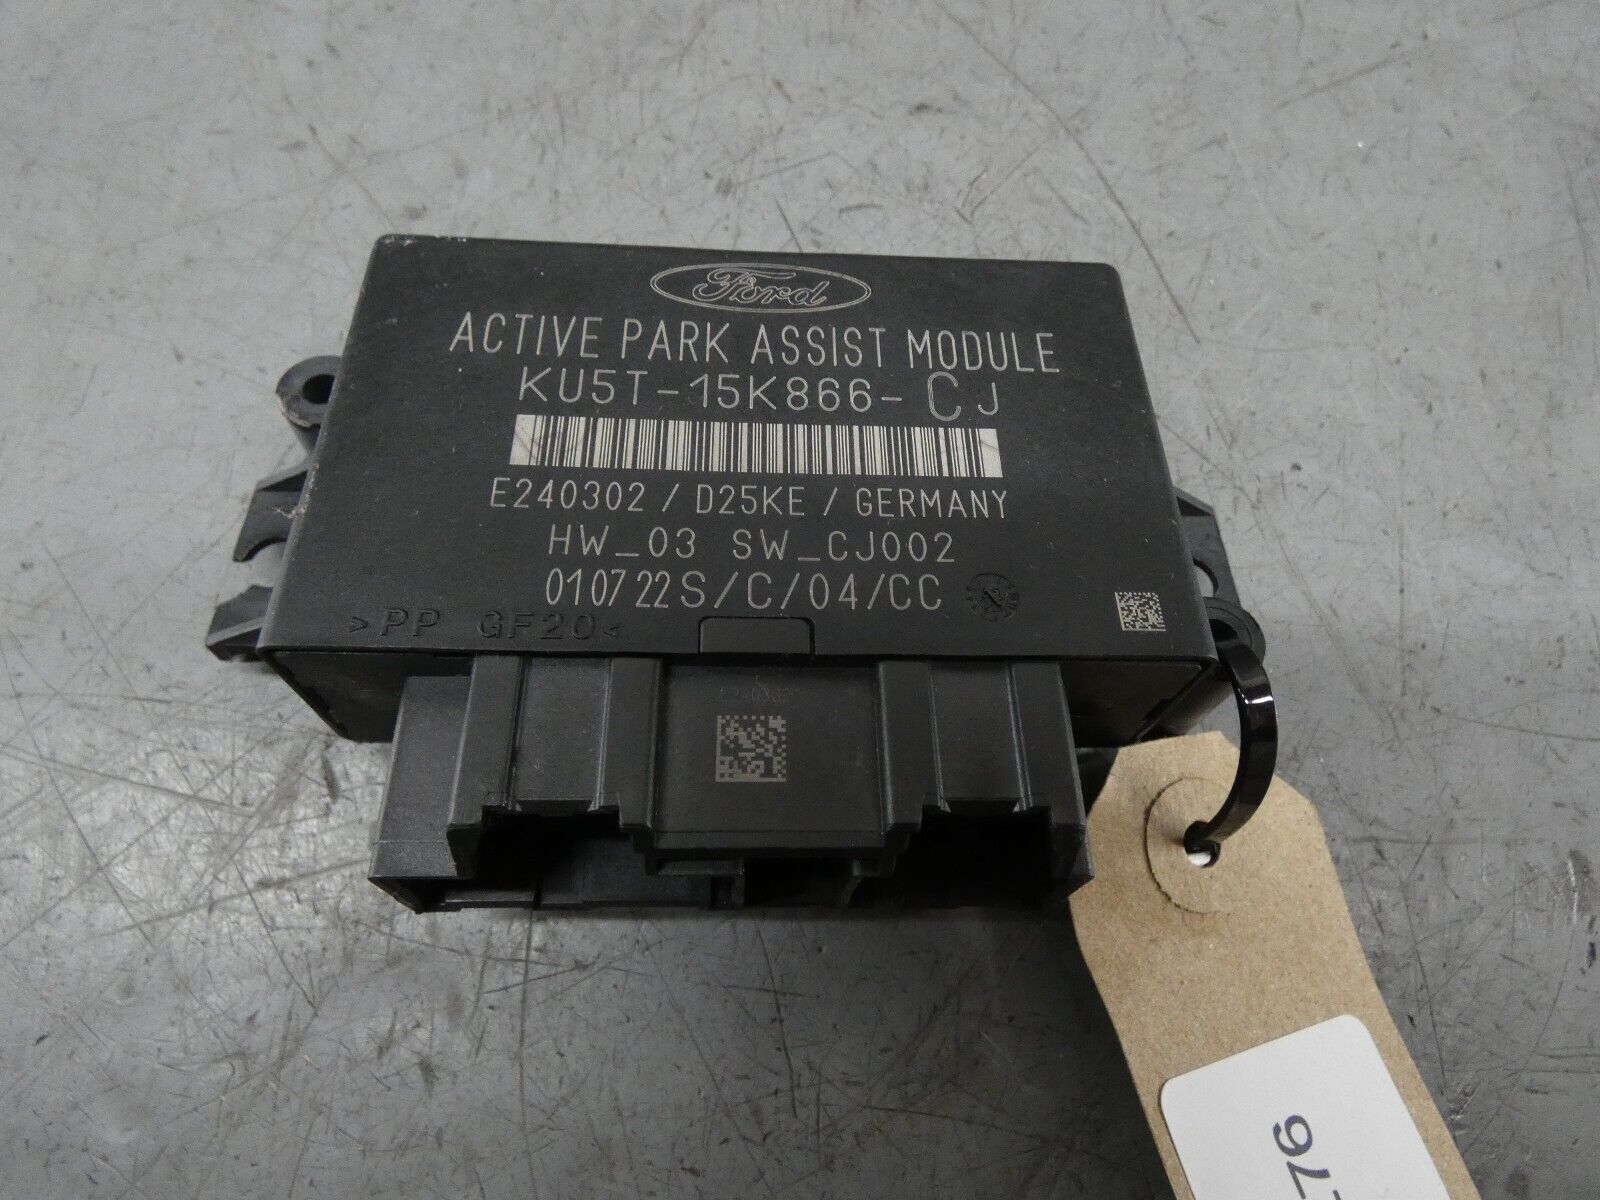 Ford
ACTIVE PARK ASSIST MODULE
KU5T-15K866-CJ
E240302/D25KE/GERMANY
HW_03 SW_CJ002
010722S/C/04/CC
>PP GF20<
76